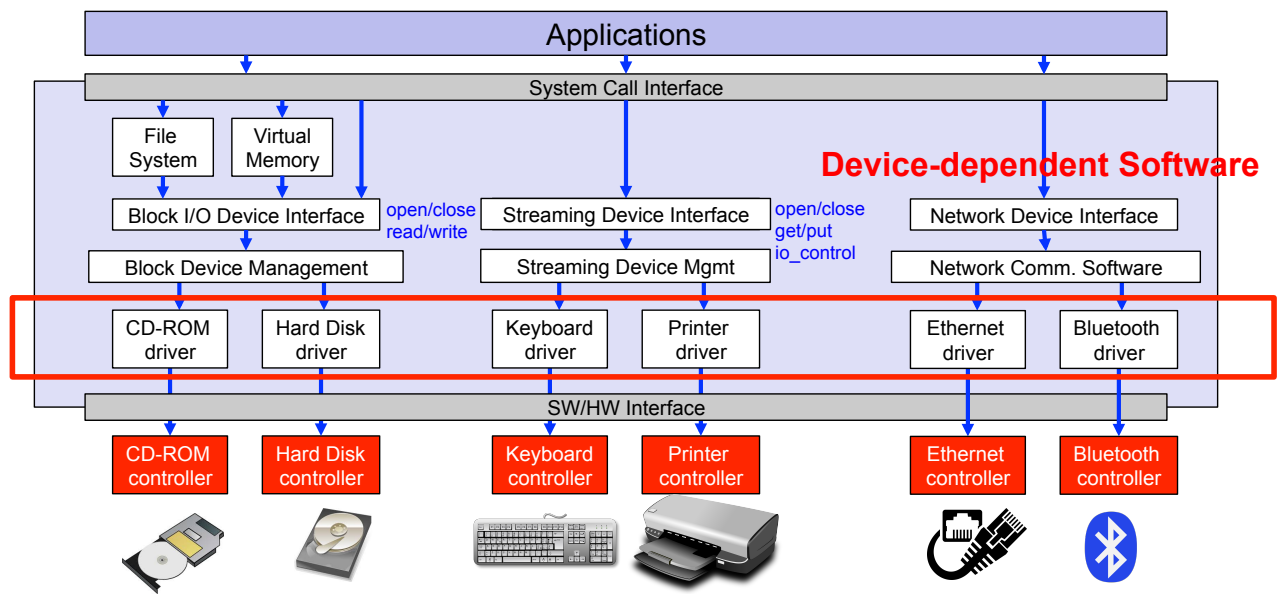 Applications
System Call Interface
File
System
Virtual
Memory
Device-dependent Software
Block I/O Device Interface
open/close
read/write
Streaming Device Interface
open/close
get/put
io_control
Network Device Interface
Block Device Management
Streaming Device Mgmt
Network Comm. Software
CD-ROM
driver
Hard Disk
driver
Keyboard
driver
Printer
driver
Ethernet
driver
Bluetooth
driver
SW/HW Interface
CD-ROM
controller
Hard Disk
controller
Keyboard
controller
Printer
controller
Ethernet
controller
Bluetooth
controller